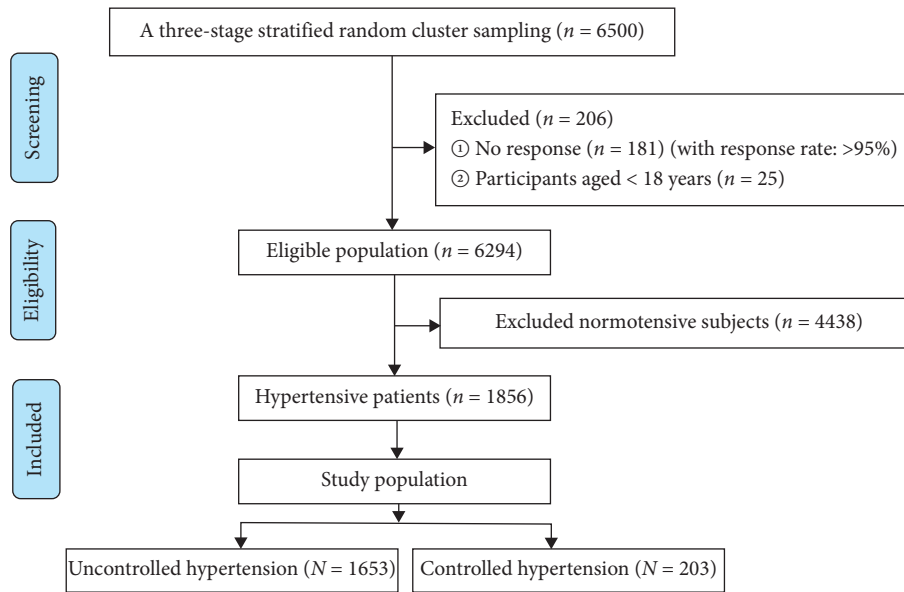 A three-stage stratified random cluster sampling (n = 6500)
Screening
Excluded (n = 206)
① No response (n = 181) (with response rate: >95%)
② Participants aged < 18 years (n = 25)
Eligibility
Eligible population (n = 6294)
Excluded normotensive subjects (n = 4438)
Included
Hypertensive patients (n = 1856)
Study population
Uncontrolled hypertension (N = 1653)
Controlled hypertension (N = 203)